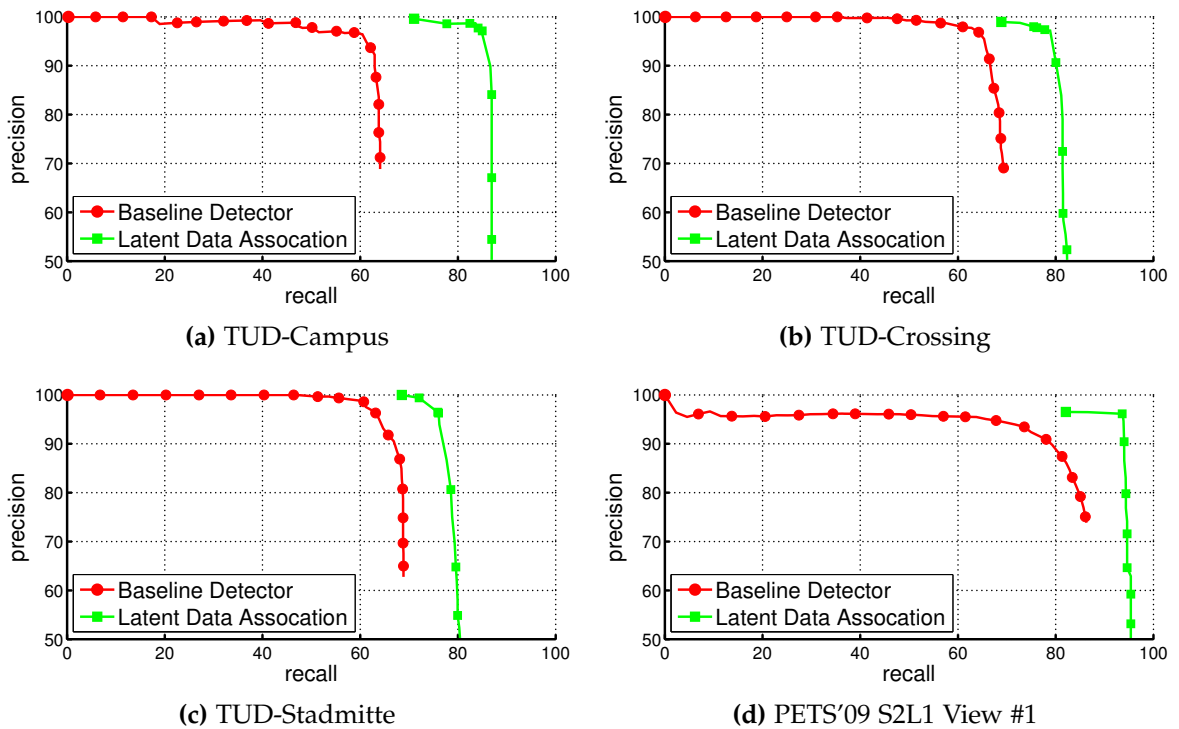 100
90
80
70
60
50
precision
0
20
40
60
80
100
recall
Baseline Detector
Latent Data Assocation
(a) TUD-Campus
100
90
80
70
60
50
precision
0
20
40
60
80
100
recall
Baseline Detector
Latent Data Assocation
(b) TUD-Crossing
100
90
80
70
60
50
precision
0
20
40
60
80
100
recall
Baseline Detector
Latent Data Assocation
(c) TUD-Stadmitte
100
90
80
70
60
50
precision
0
20
40
60
80
100
recall
Baseline Detector
Latent Data Assocation
(d) PETS'09 S2L1 View #1